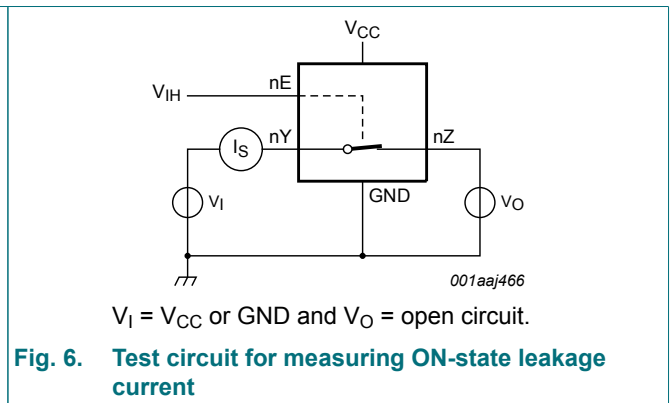 VCC
nE
VIH
IS
nY
nZ
GND
VI
VO
001aaj466
VI = VCC or GND and VO = open circuit.
Fig. 6. Test circuit for measuring ON-state leakage
current